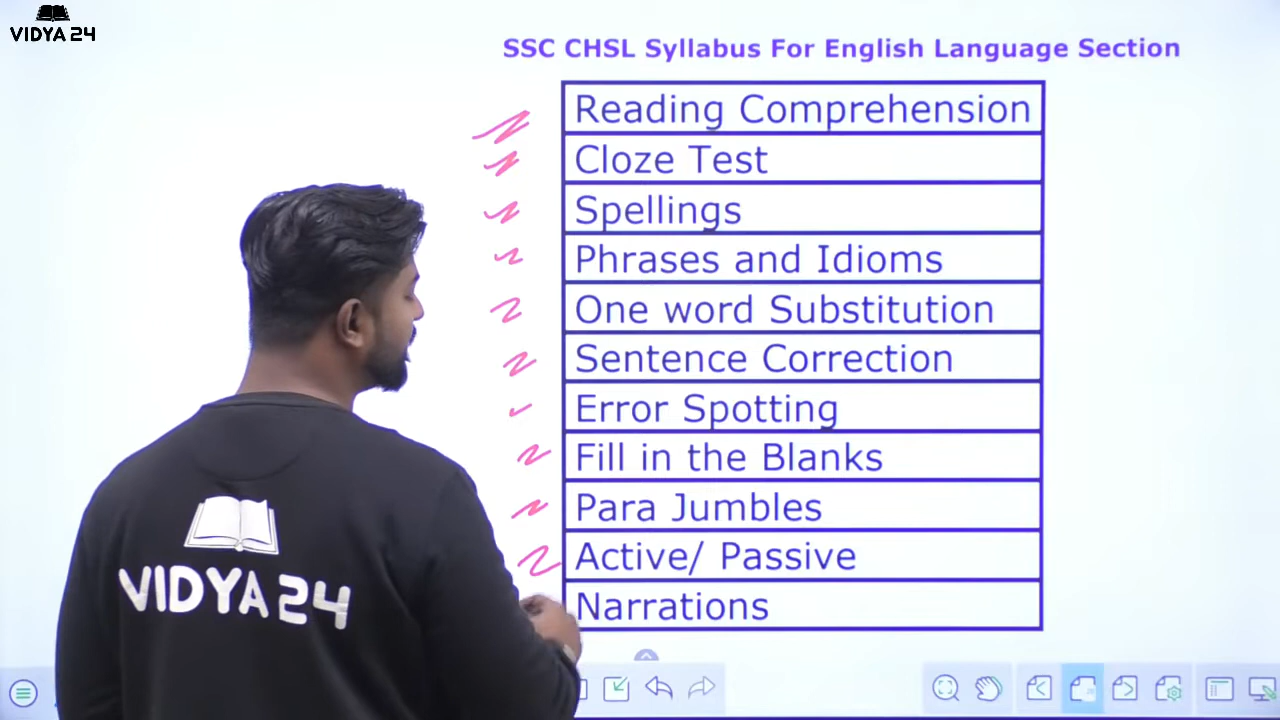 VIDYA 24
SSC CHSL Syllabus For English Language Section
Reading Comprehension
Cloze Test
Spellings
Phrases and Idioms
One word Substitution
Sentence Correction
Error Spotting
Fill in the Blanks
Para Jumbles
Active/ Passive
Narrations
VIDYA 24